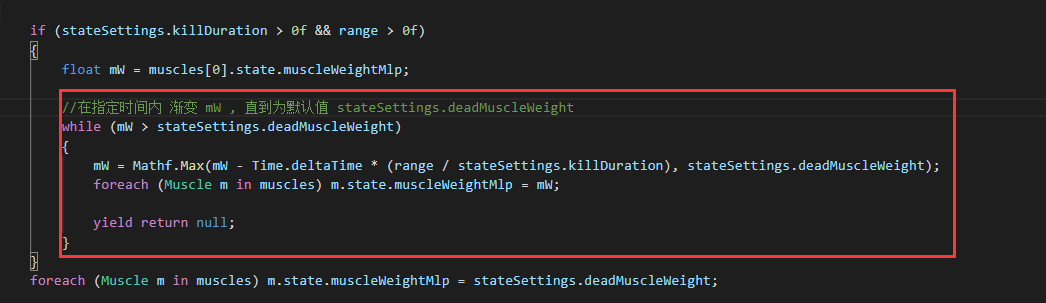 if (stateSettings.killDuration > 0f && range > 0f)
{
float mW = muscles[0].state.muscleWeightMlp;
//在指定时间内 渐变 mW , 直到为默认值 stateSettings.deadMuscleWeight
while (mW > stateSettings.deadMuscleWeight)
{
mW = Mathf.Max(mW - Time.deltaTime * (range / stateSettings.killDuration), stateSettings.deadMuscleWeight);
foreach (Muscle m in muscles) m.state.muscleWeightMlp = mW;
yield return null;
}
}
foreach (Muscle m in muscles) m.state.muscleWeightMlp = stateSettings.deadMuscleWeight;